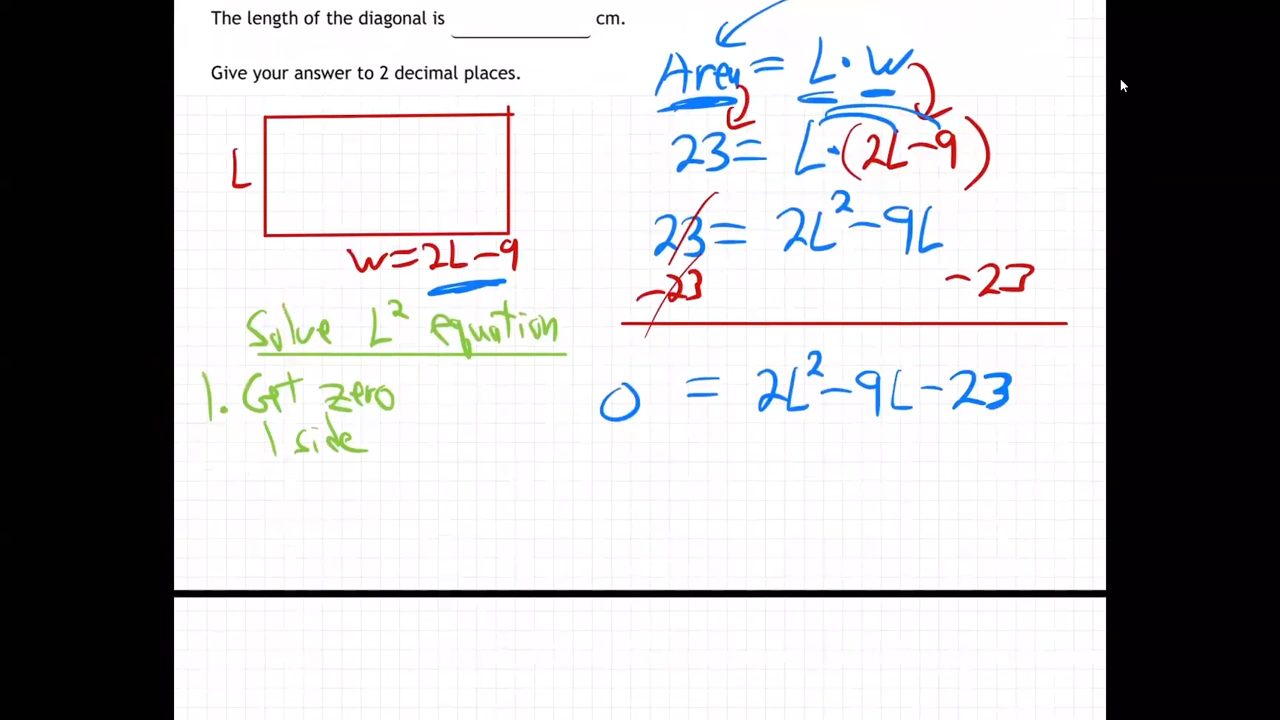 The length of the diagonal is ____________ cm.
Give your answer to 2 decimal places.
Area = L · W
23 = L · (2L - 9)
L
23 = 2L² - 9L
W = 2L - 9
-23 -23
Solve L² equation
0 = 2L² - 9L - 23
1. Get zero
1 side